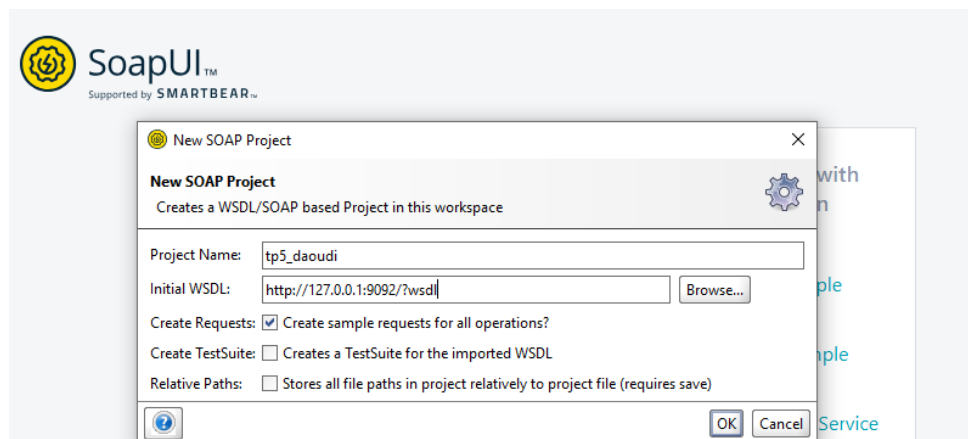 SoapUI™
Supported by SMARTBEAR™
New SOAP Project
with
New SOAP Project
n
Creates a WSDL/SOAP based Project in this workspace
Project Name: tp5_daoudi
Initial WSDL: http://127.0.0.1:9092/?wsdl Browse...
ple
Create Requests: Create sample requests for all operations?
Create TestSuite: Creates a TestSuite for the imported WSDL
nple
Relative Paths: Stores all file paths in project relatively to project file (requires save)
OK Cancel Service